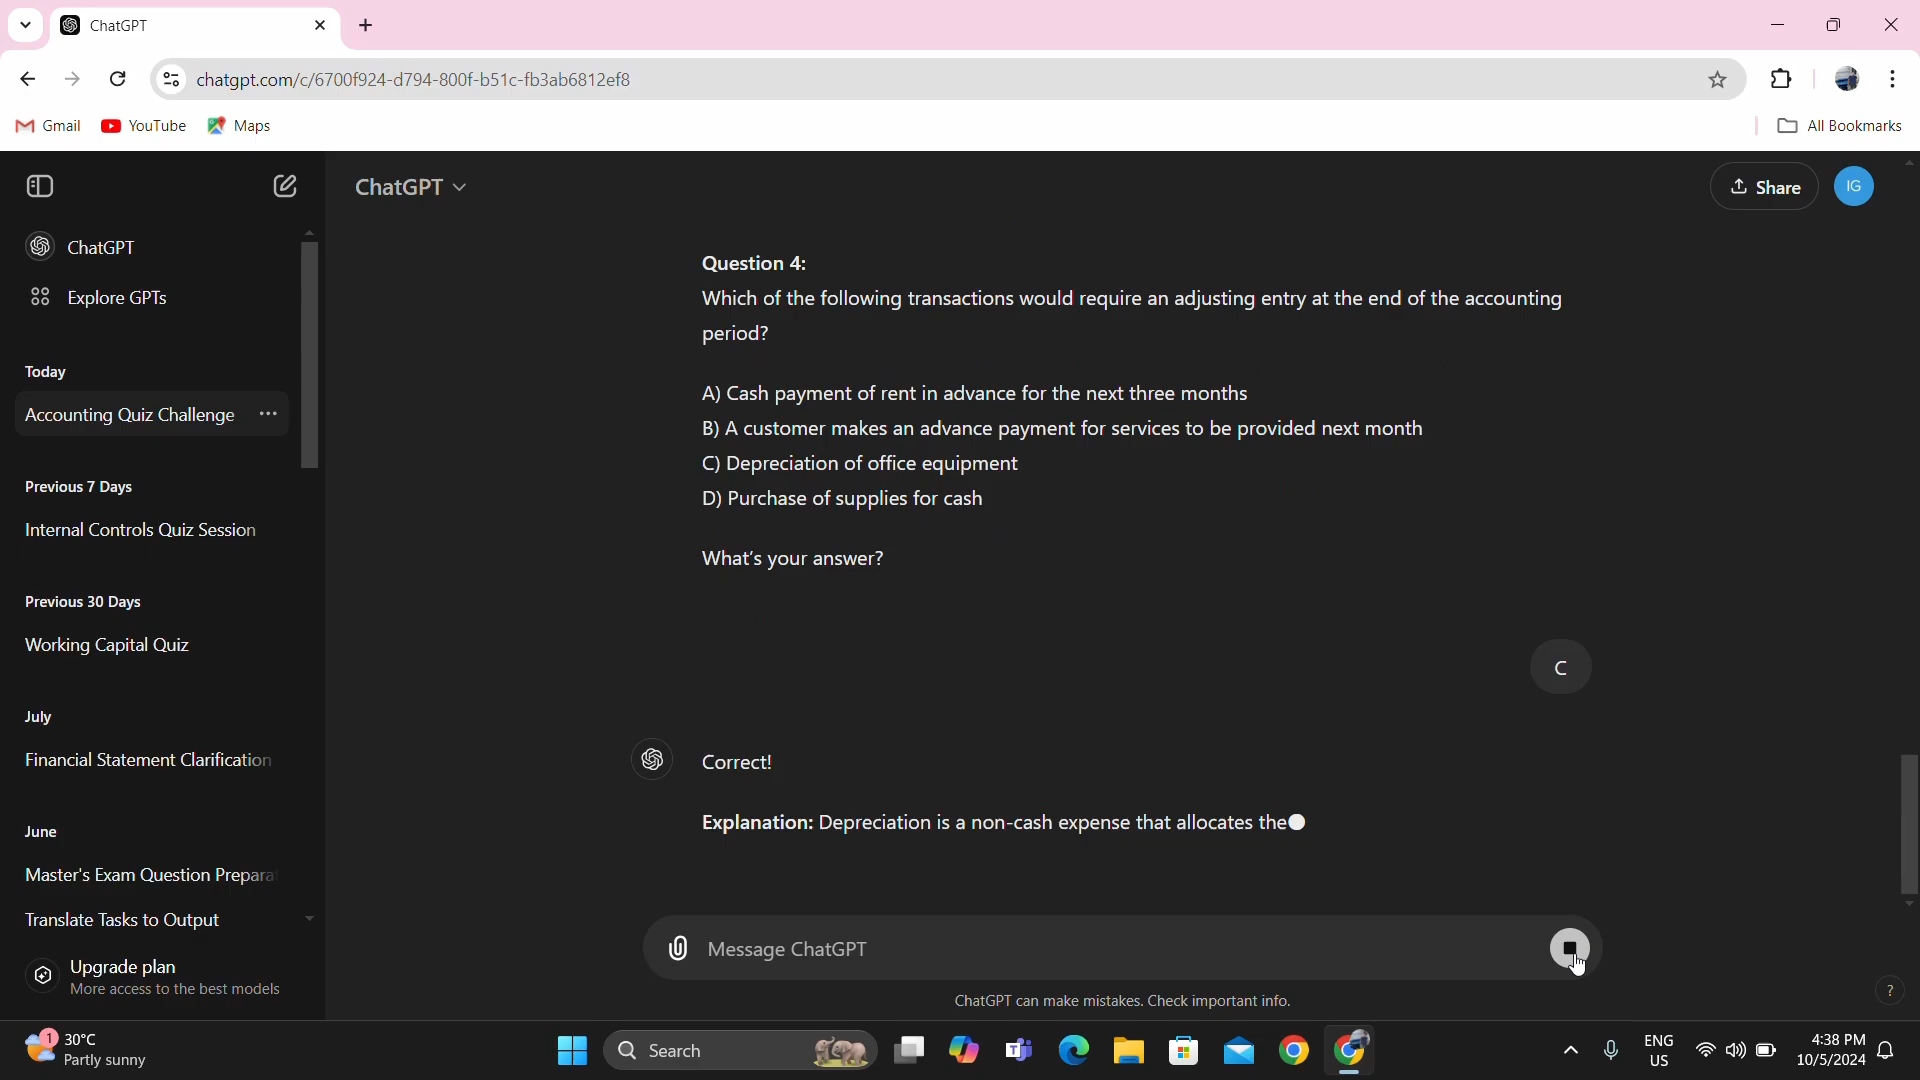 ChatGPT
chatgpt.com/c/6700f924-d794-800f-b51c-fb3ab6812ef8
Gmail
YouTube
Maps
All Bookmarks
ChatGPT
Share
IG
ChatGPT
Explore GPTs
Today
Accounting Quiz Challenge
Previous 7 Days
Internal Controls Quiz Session
Previous 30 Days
Working Capital Quiz
July
Financial Statement Clarification
June
Master's Exam Question Prepara
Translate Tasks to Output
Upgrade plan
More access to the best models
Question 4:
Which of the following transactions would require an adjusting entry at the end of the accounting
period?
A) Cash payment of rent in advance for the next three months
B) A customer makes an advance payment for services to be provided next month
C) Depreciation of office equipment
D) Purchase of supplies for cash
What's your answer?
C
Correct!
Explanation: Depreciation is a non-cash expense that allocates the
Message ChatGPT
ChatGPT can make mistakes. Check important info.
?
1
30°C
Partly sunny
Search
ENG
US
4:38 PM
10/5/2024